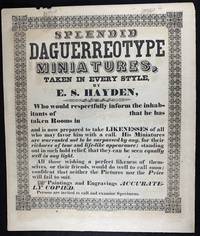 SPLENDID
DAGUERREOTYPE
MINIATURES,
TAKEN IN EVERY STYLE,
BY
E. S. HAYDEN,
Who would respectfully inform the inhab-
itants of that he has
taken Rooms in
and is now prepared to take LIKENESSES of all
who may favor him with a call. His Miniatures
are warranted not to be surpassed by any, for their
richness of tone and life-like appearance; standing
out in such bold relief, that they can be seen equally
well in any light.
All those wishing a perfect likeness of them-
selves, or friends, would do well to call soon;
confident that neither the Pictures nor the Price
will fail to suit.
Paintings and Engravings ACCURATE-
LY COPIED.
Persons are invited to call and examine Specimens.